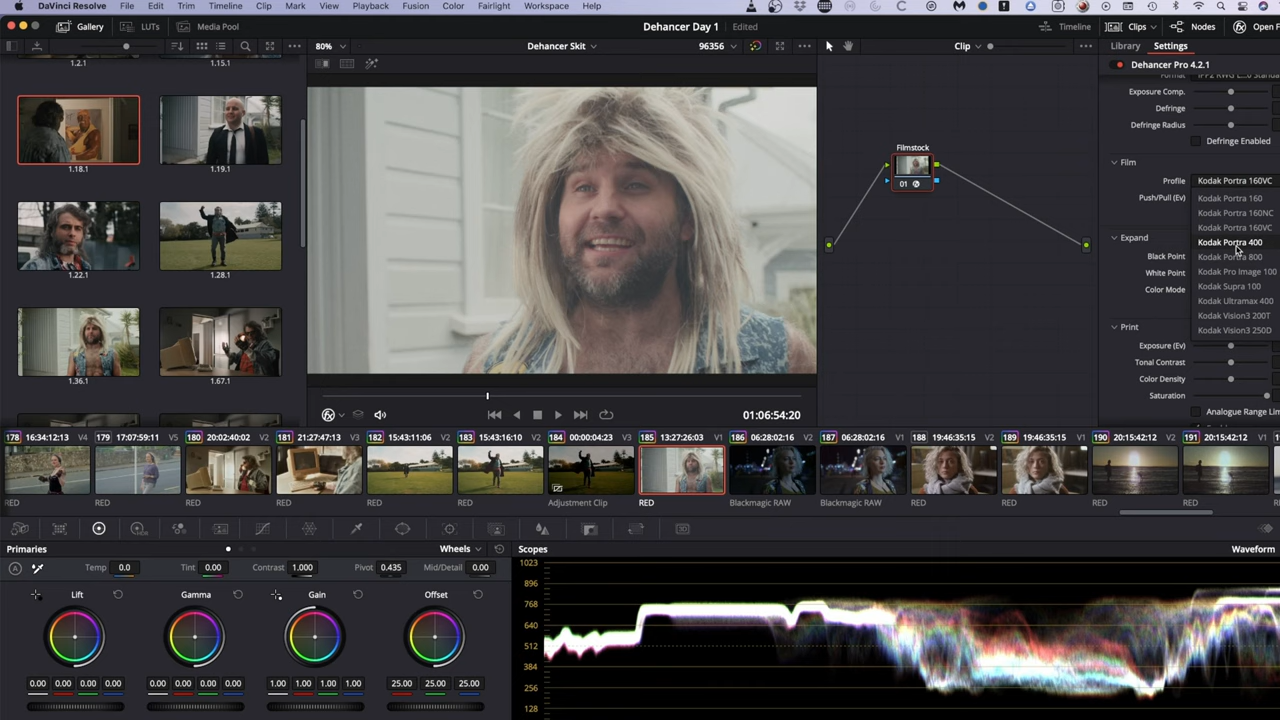 DaVinci Resolve File Edit Trim Timeline Clip Mark View Playback Fusion Color Fairlight Workspace Help
Gallery LUTs Media Pool Dehancer Day 1 Edited Timeline Clips Nodes Open F
80% Dehancer Skit 96356 Clip Library Settings
Dehancer Pro 4.2.1
1.2.1 1.15.1
Format
Exposure Comp.
Defringe
Defringe Radius
Defringe Enabled
1.18.1 1.19.1
Filmstock
01
Film
Profile Kodak Portra 160VC
Push/Pull (Ev) Kodak Portra 160
Kodak Portra 160NC
Kodak Portra 160VC
Expand Kodak Portra 400
Black Point Kodak Portra 800
White Point Kodak Pro Image 100
Color Mode Kodak Supra 100
Kodak Ultramax 400
Kodak Vision3 200T
Print Kodak Vision3 250D
1.22.1 1.28.1
Exposure (Ev)
Tonal Contrast
Color Density
Saturation
Analogue Range Lim
1.36.1 1.67.1
01:06:54:20
178 16:34:12:13 V4 179 17:07:59:11 V5 180 20:02:40:02 V2 181 21:27:47:13 V3 182 15:43:11:06 V2 183 15:43:16:10 V2 184 00:00:04:23 V3 185 13:27:26:03 V1 186 06:28:02:16 V2 187 06:28:02:16 V1 188 19:46:35:15 V2 189 19:46:35:15 V1 190 20:15:42:12 V2 191 20:15:42:12 V1
RED RED RED RED RED RED Adjustment Clip RED Blackmagic RAW Blackmagic RAW RED RED RED RED
Primaries Wheels Scopes Waveform
A Temp 0.0 Tint 0.00 Contrast 1.000 Pivot 0.435 Mid/Detail 0.00
Lift Gamma Gain Offset
0.00 0.00 0.00 0.00 0.00 0.00 0.00 0.00 1.00 1.00 1.00 1.00 25.00 25.00 25.00
1023
896
768
640
512
384
256
128